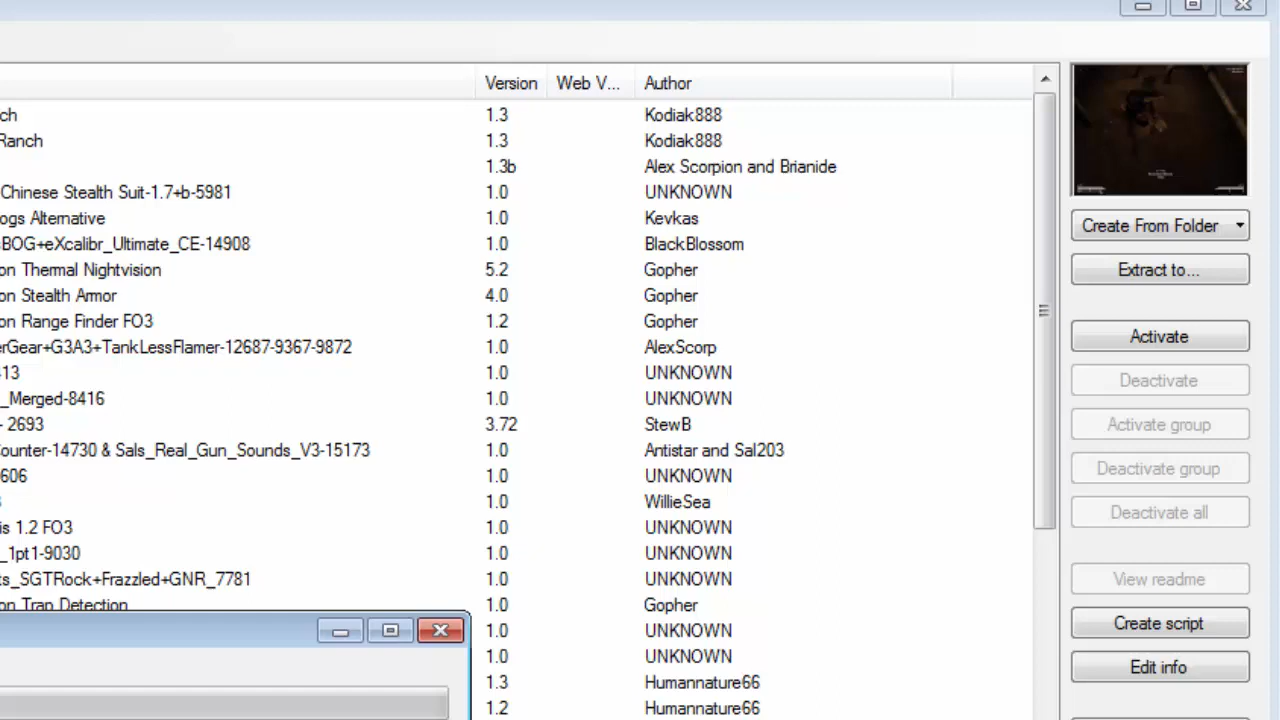 Version Web V... Author
ch 1.3 Kodiak888
Ranch 1.3 Kodiak888
1.3b Alex Scorpion and Brianide
Chinese Stealth Suit-1.7+b-5981 1.0 UNKNOWN
ogs Alternative 1.0 Kevkas
sBOG+eXcalibr_Ultimate_CE-14908 1.0 BlackBlossom
on Thermal Nightvision 5.2 Gopher
on Stealth Armor 4.0 Gopher
on Range Finder FO3 1.2 Gopher
erGear+G3A3+TankLessFlamer-12687-9367-9872 1.0 AlexScorp
413 1.0 UNKNOWN
_Merged-8416 1.0 UNKNOWN
- 2693 3.72 StewB
ounter-14730 & Sals_Real_Gun_Sounds_V3-15173 1.0 Antistar and Sal203
606 1.0 UNKNOWN
1.0 WillieSea
is 1.2 FO3 1.0 UNKNOWN
_1pt1-9030 1.0 UNKNOWN
ts_SGTRock+Frazzled+GNR_7781 1.0 UNKNOWN
on Trap Detection 1.0 Gopher
1.0 UNKNOWN
1.0 UNKNOWN
1.3 Humannature66
1.2 Humannature66
Create From Folder
Extract to...
Activate
Deactivate
Activate group
Deactivate group
Deactivate all
View readme
Create script
Edit info